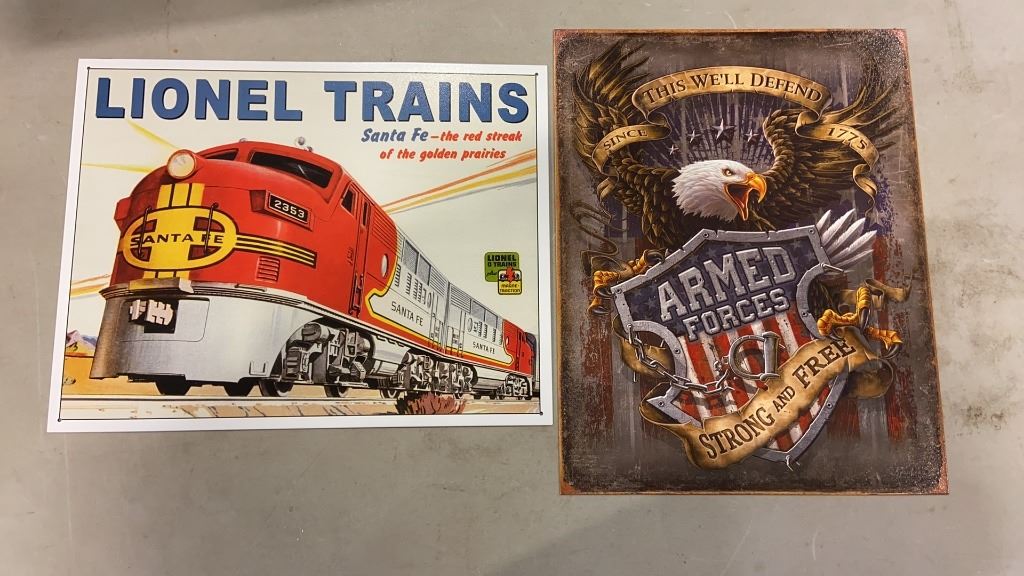 LIONEL TRAINS
Santa Fe – the red streak
of the golden prairies
2353
SANTA FE
LIONEL
O TRAINS
plus
MAGNE-
TRACTION
SANTA FE
SANTA FE
THIS WE'LL DEFEND
SINCE 1775
ARMED
FORCES
STRONG AND FREE